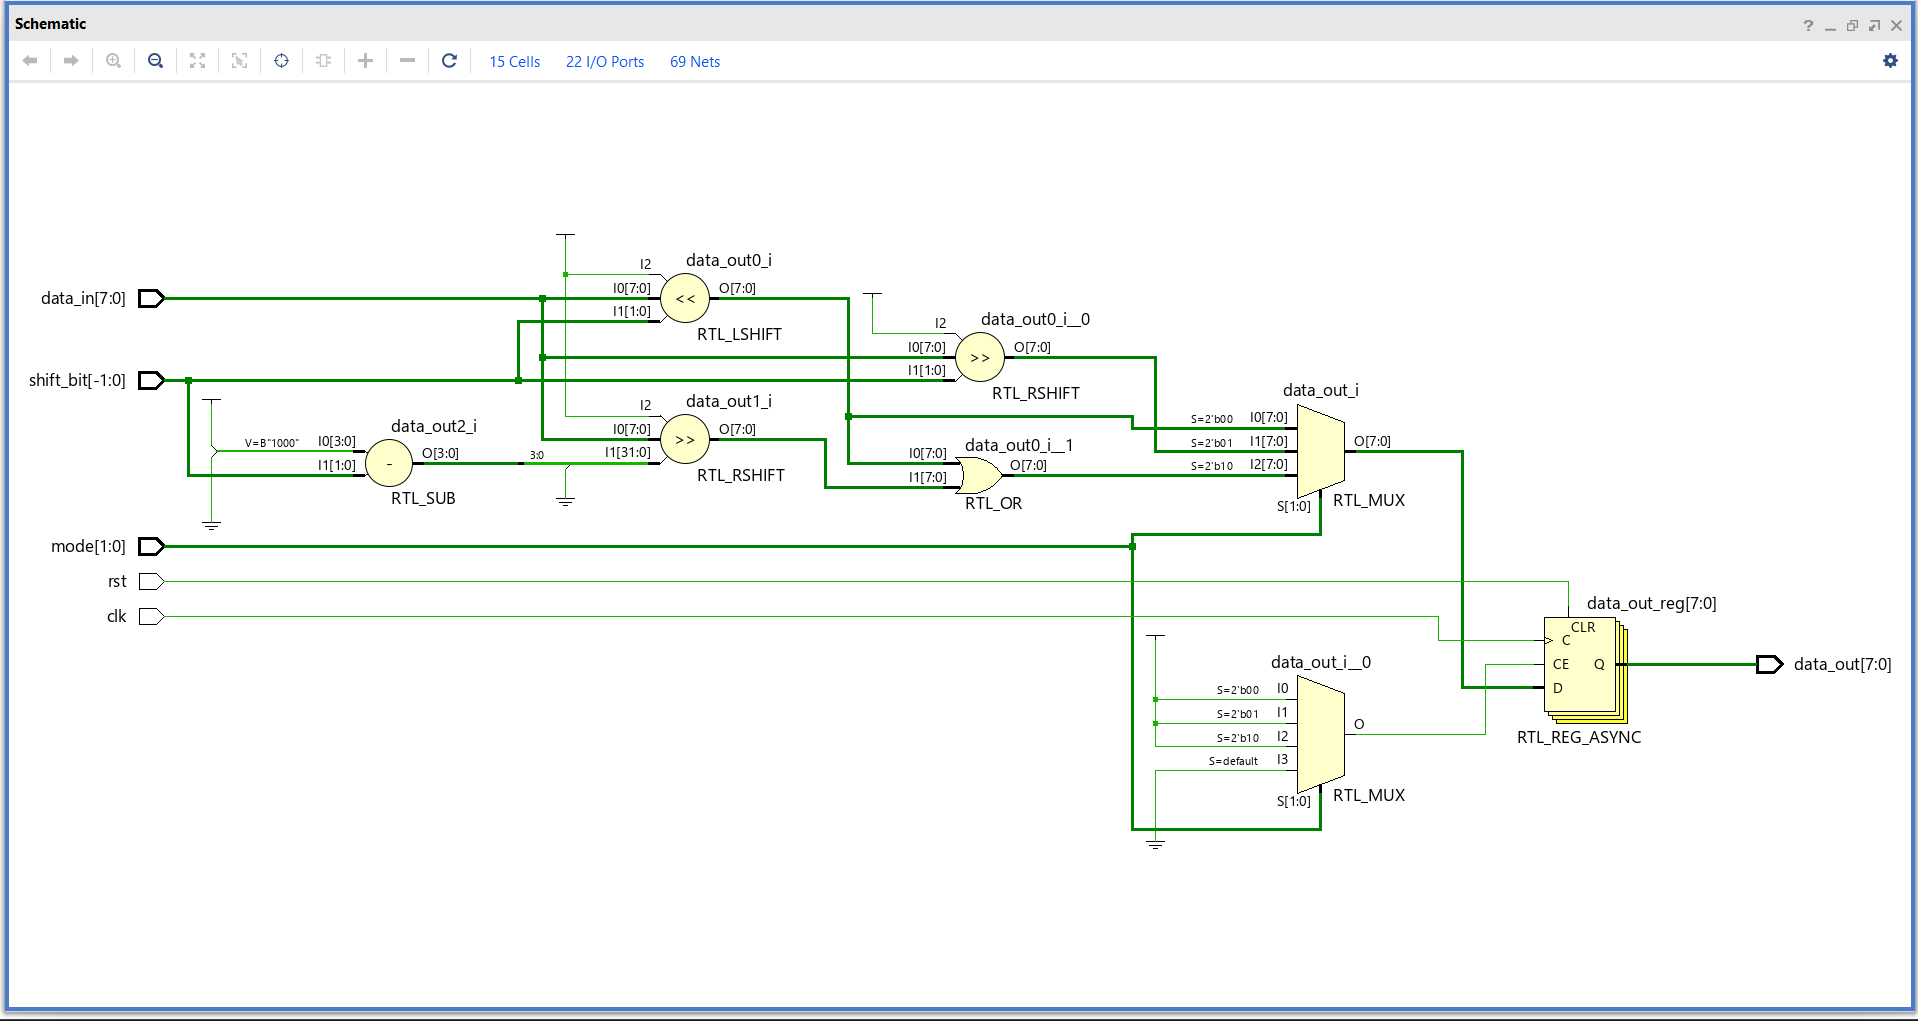 Schematic
?
15 Cells 22 I/O Ports 69 Nets
data_in[7:0]
shift_bit[-1:0]
mode[1:0]
rst
clk
V=B"1000"
I0[3:0]
I1[1:0]
data_out2_i
-
O[3:0]
RTL_SUB
3:0
data_out0_i
I2
I0[7:0]
I1[1:0]
<<
O[7:0]
RTL_LSHIFT
data_out1_i
I2
I0[7:0]
I1[31:0]
>>
O[7:0]
RTL_RSHIFT
data_out0_i__0
I2
I0[7:0]
I1[1:0]
>>
O[7:0]
RTL_RSHIFT
data_out0_i__1
I0[7:0]
I1[7:0]
O[7:0]
RTL_OR
data_out_i
S=2'b00 I0[7:0]
S=2'b01 I1[7:0]
S=2'b10 I2[7:0]
S[1:0]
O[7:0]
RTL_MUX
data_out_i__0
S=2'b00 I0
S=2'b01 I1
S=2'b10 I2
S=default I3
S[1:0]
O
RTL_MUX
data_out_reg[7:0]
CLR
C
CE Q
D
RTL_REG_ASYNC
data_out[7:0]